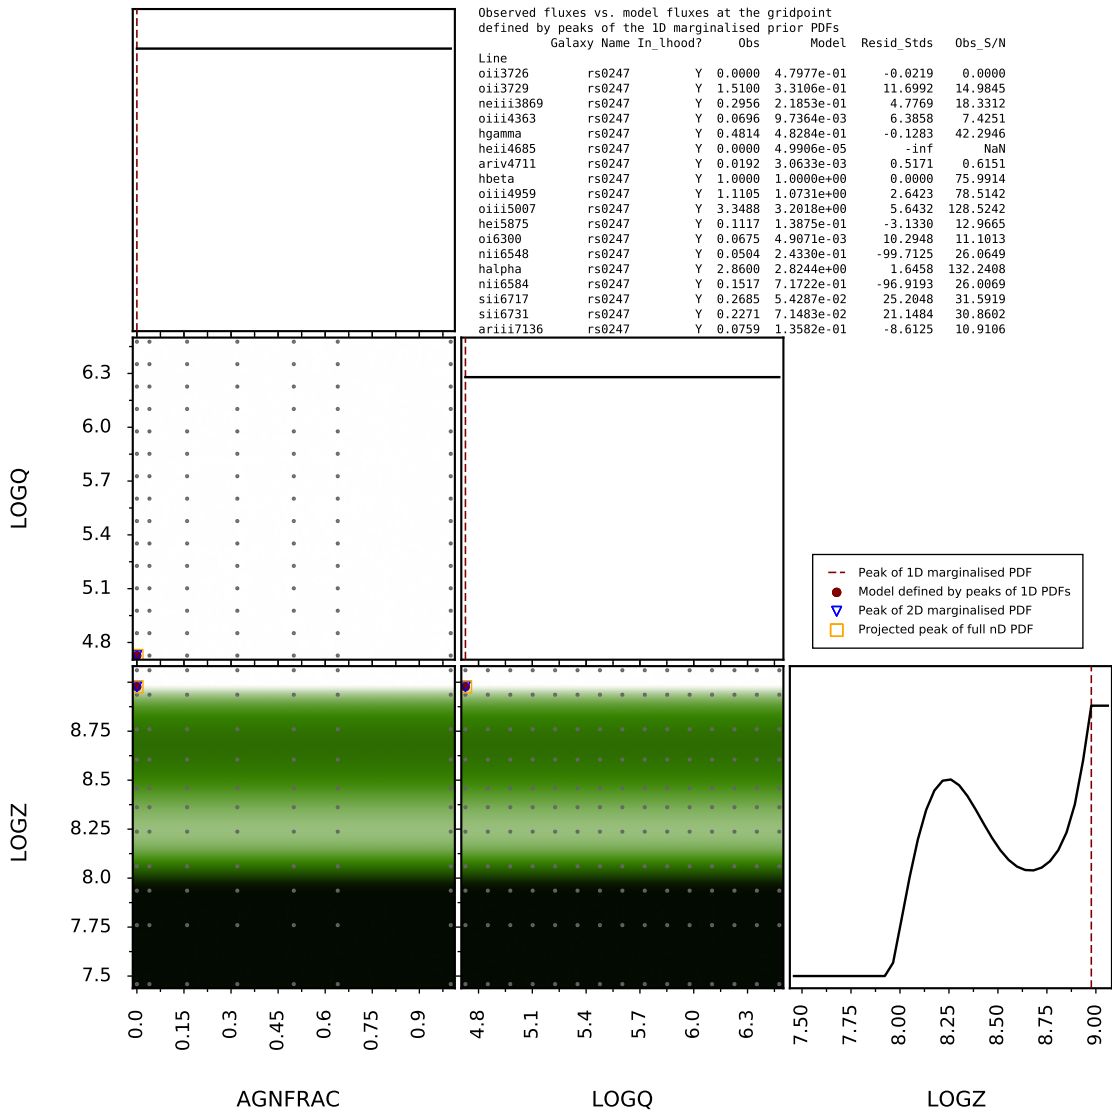 Observed fluxes vs. model fluxes at the gridpoint
defined by peaks of the 1D marginalised prior PDFs
Galaxy Name In_lhood? Obs Model Resid_Stds Obs_S/N
Line
oii3726 rs0247 Y 0.0000 4.7977e-01 -0.0219 0.0000
oii3729 rs0247 Y 1.5100 3.3106e-01 11.6992 14.9845
neiii3869 rs0247 Y 0.2956 2.1853e-01 4.7769 18.3312
oiii4363 rs0247 Y 0.0696 9.7364e-03 6.3858 7.4251
hgamma rs0247 Y 0.4814 4.8284e-01 -0.1283 42.2946
heii4685 rs0247 Y 0.0000 4.9906e-05 -inf NaN
ariv4711 rs0247 Y 0.0192 3.0633e-03 0.5171 0.6151
hbeta rs0247 Y 1.0000 1.0000e+00 0.0000 75.9914
oiii4959 rs0247 Y 1.1105 1.0731e+00 2.6423 78.5142
oiii5007 rs0247 Y 3.3488 3.2018e+00 5.6432 128.5242
hei5875 rs0247 Y 0.1117 1.3875e-01 -3.1330 12.9665
oi6300 rs0247 Y 0.0675 4.9071e-03 10.2948 11.1013
nii6548 rs0247 Y 0.0504 2.4330e-01 -99.7125 26.0649
halpha rs0247 Y 2.8600 2.8244e+00 1.6458 132.2408
nii6584 rs0247 Y 0.1517 7.1722e-01 -96.9193 26.0069
sii6717 rs0247 Y 0.2685 5.4287e-02 25.2048 31.5919
sii6731 rs0247 Y 0.2271 7.1483e-02 21.1484 30.8602
ariii7136 rs0247 Y 0.0759 1.3582e-01 -8.6125 10.9106
LOGQ
6.3
6.0
5.7
5.4
5.1
4.8
Peak of 1D marginalised PDF
Model defined by peaks of 1D PDFs
Peak of 2D marginalised PDF
Projected peak of full nD PDF
LOGZ
8.75
8.5
8.25
8.0
7.75
7.5
0.0 0.15 0.3 0.45 0.6 0.75 0.9
4.8 5.1 5.4 5.7 6.0 6.3
7.50 7.75 8.00 8.25 8.50 8.75 9.00
AGNFRAC LOGQ LOGZ